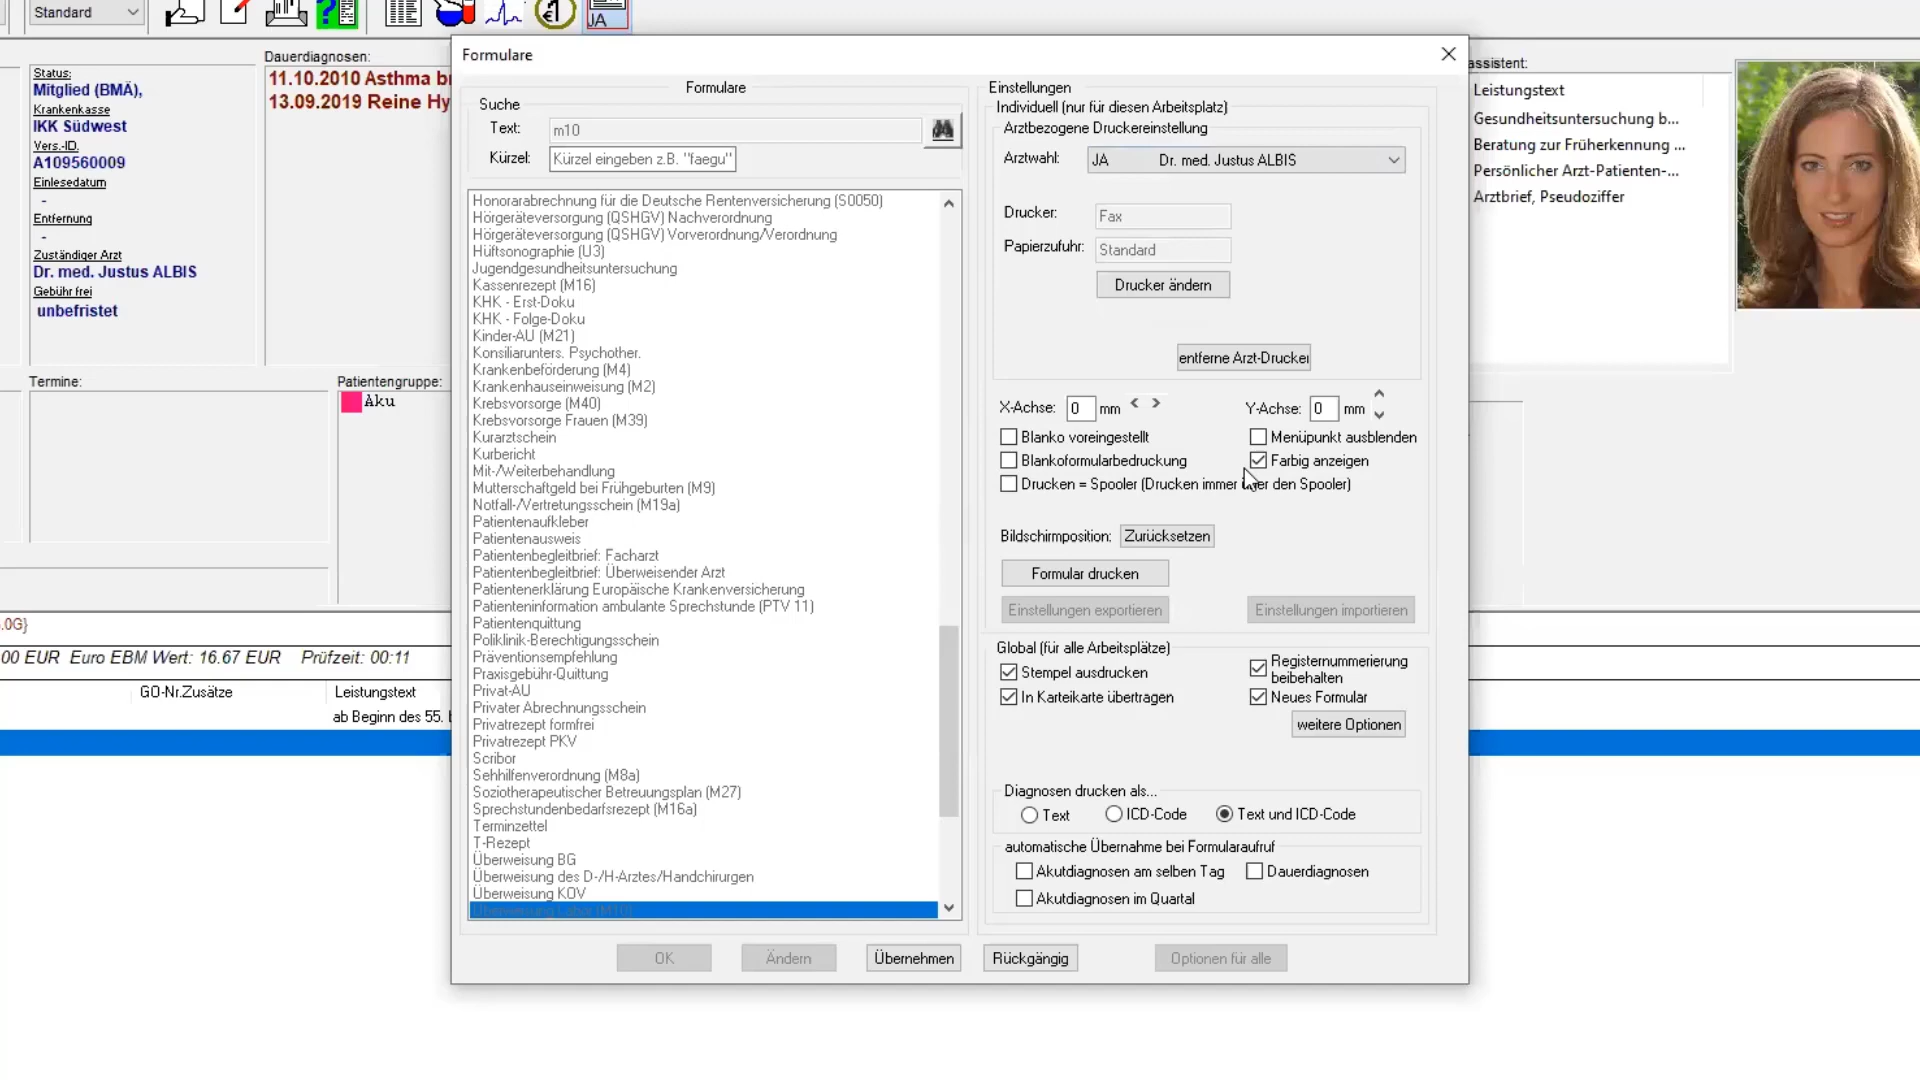 Standard
JA
Status:
Mitglied (BMÄ),
Krankenkasse
IKK Südwest
Vers.-ID.
A109560009
Einlesedatum
-
Entfernung
-
Zuständiger Arzt
Dr. med. Justus ALBIS
Gebühr frei
unbefristet
Dauerdiagnosen:
11.10.2010 Asthma
13.09.2019 Reine
Termine:
Patientengruppe:
Aku
00 EUR Euro EBM Wert: 16.67 EUR Prüfzeit: 00:11
GO-Nr.Zusätze
Leistungstext
ab Beginn des 55.
Formulare
Formulare
Suche
Text: m10
Kürzel: Kürzel eingeben z.B. "faegu"
Honorarabrechnung für die Deutsche Rentenversicherung (S0050)
Hörgeräteversorgung (QSHGV) Nachverordnung
Hörgeräteversorgung (QSHGV) Vorverordnung/Verordnung
Hüftsonographie (U3)
Jugendgesundheitsuntersuchung
Kassenrezept (M16)
KHK - Erst-Doku
KHK - Folge-Doku
Kinder-AU (M21)
Konsiliarunters. Psychother.
Krankenbeförderung (M4)
Krankenhauseinweisung (M2)
Krebsvorsorge (M40)
Krebsvorsorge Frauen (M39)
Kurarztschein
Kurbericht
Mit-/Weiterbehandlung
Mutterschaftgeld bei Frühgeburten (M9)
Notfall-/Vertretungsschein (M19a)
Patientenaufkleber
Patientenausweis
Patientenbegleitbrief: Facharzt
Patientenbegleitbrief: Überweisender Arzt
Patientenerklärung Europäische Krankenversicherung
Patienteninformation ambulante Sprechstunde (PTV 11)
Patientenquittung
Poliklinik-Berechtigungsschein
Präventionsempfehlung
Praxisgebühr-Quittung
Privat-AU
Privater Abrechnungsschein
Privatrezept formfrei
Privatrezept PKV
Scribor
Sehhilfenverordnung (M8a)
Soziotherapeutischer Betreuungsplan (M27)
Sprechstundenbedarfsrezept (M16a)
Terminzettel
T-Rezept
Überweisung BG
Überweisung des D-/H-Arztes/Handchirurgen
Überweisung KOV
Überweisung Labor (M10)
OK
Ändern
Übernehmen
Rückgängig
Optionen für alle
Einstellungen
Individuell (nur für diesen Arbeitsplatz)
Arztbezogene Druckereinstellung
Arztwahl: JA Dr. med. Justus ALBIS
Drucker: Fax
Papierzufuhr: Standard
Drucker ändern
entferne Arzt-Drucker
X-Achse: 0 mm < >
Y-Achse: 0 mm
Blanko voreingestellt
Menüpunkt ausblenden
Blankoformularbedruckung
Farbig anzeigen
Drucken = Spooler (Drucken immer über den Spooler)
Bildschirmposition: Zurücksetzen
Formular drucken
Einstellungen exportieren
Einstellungen importieren
Global (für alle Arbeitsplätze)
Stempel ausdrucken
Registernummerierung
beibehalten
In Karteikarte übertragen
Neues Formular
weitere Optionen
Diagnosen drucken als...
Text
ICD-Code
Text und ICD-Code
automatische Übernahme bei Formularaufruf
Akutdiagnosen am selben Tag
Dauerdiagnosen
Akutdiagnosen im Quartal
assistent:
Leistungstext
Gesundheitsuntersuchung b...
Beratung zur Früherkennung ...
Persönlicher Arzt-Patienten-...
Arztbrief, Pseudoziffer